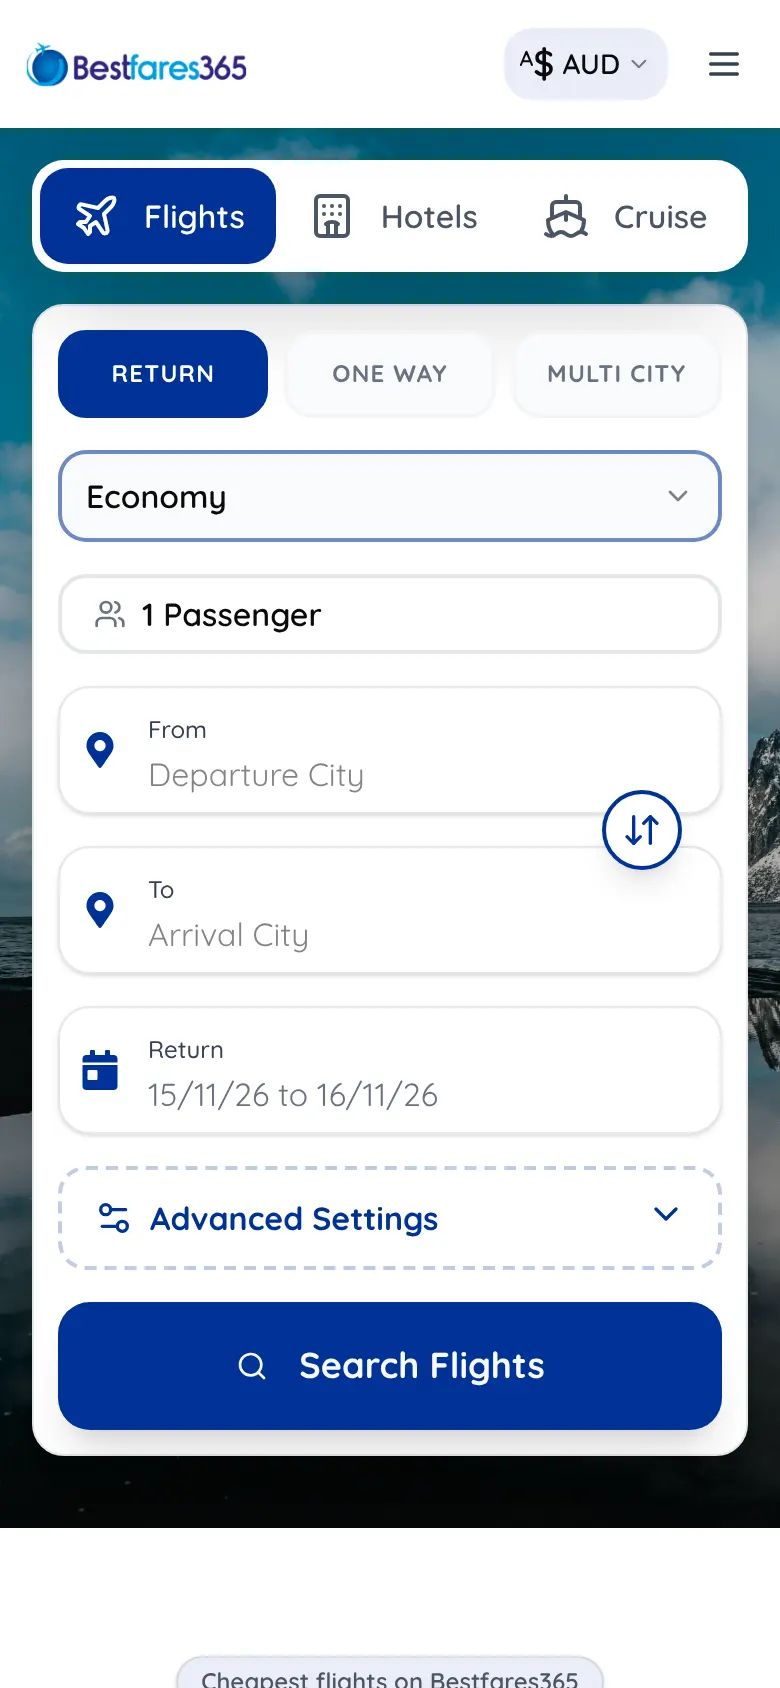 Bestfares365
A$ AUD
Flights Hotels Cruise
RETURN ONE WAY MULTI CITY
Economy
1 Passenger
From
Departure City
To
Arrival City
Return
15/11/26 to 16/11/26
Advanced Settings
Search Flights
Cheapest flights on Bestfares365